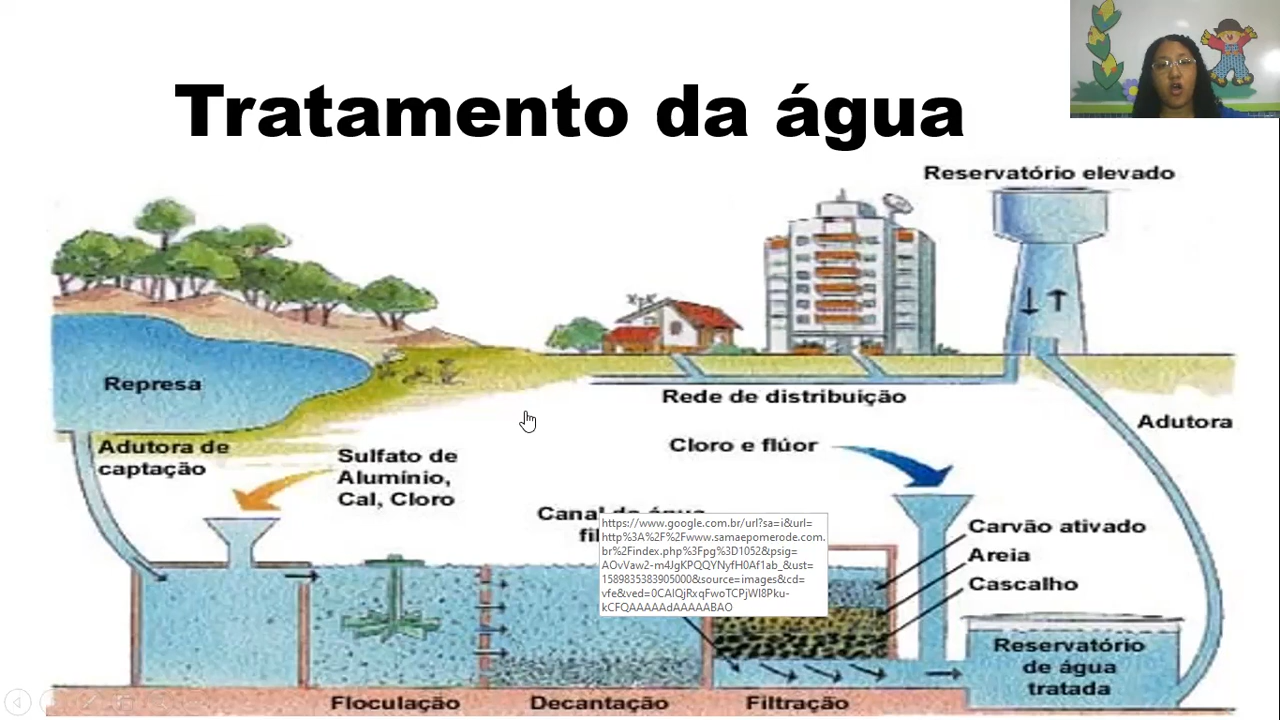 Tratamento da água
Reservatório elevado
Represa
Rede de distribuição
Adutora
Adutora de
captação
Sulfato de
Alumínio,
Cal, Cloro
Cloro e flúor
Canal
https://www.google.com.br/url?sa=i&url=
http%3A%2F%2Fwww.samaepomerode.com.
br%2Findex.php%3Fpg%3D1052&psig=
AOvVaw2-m4JgKPQQYNyfH0Af1ab_&ust=
1589835383905000&source=images&cd=
vfe&ved=0CAIQjRxqFwoTCPjWl8Pku-
kCFQAAAAAdAAAAABAO
Carvão ativado
Areia
Cascalho
Reservatório
de água
tratada
Floculação
Decantação
Filtração